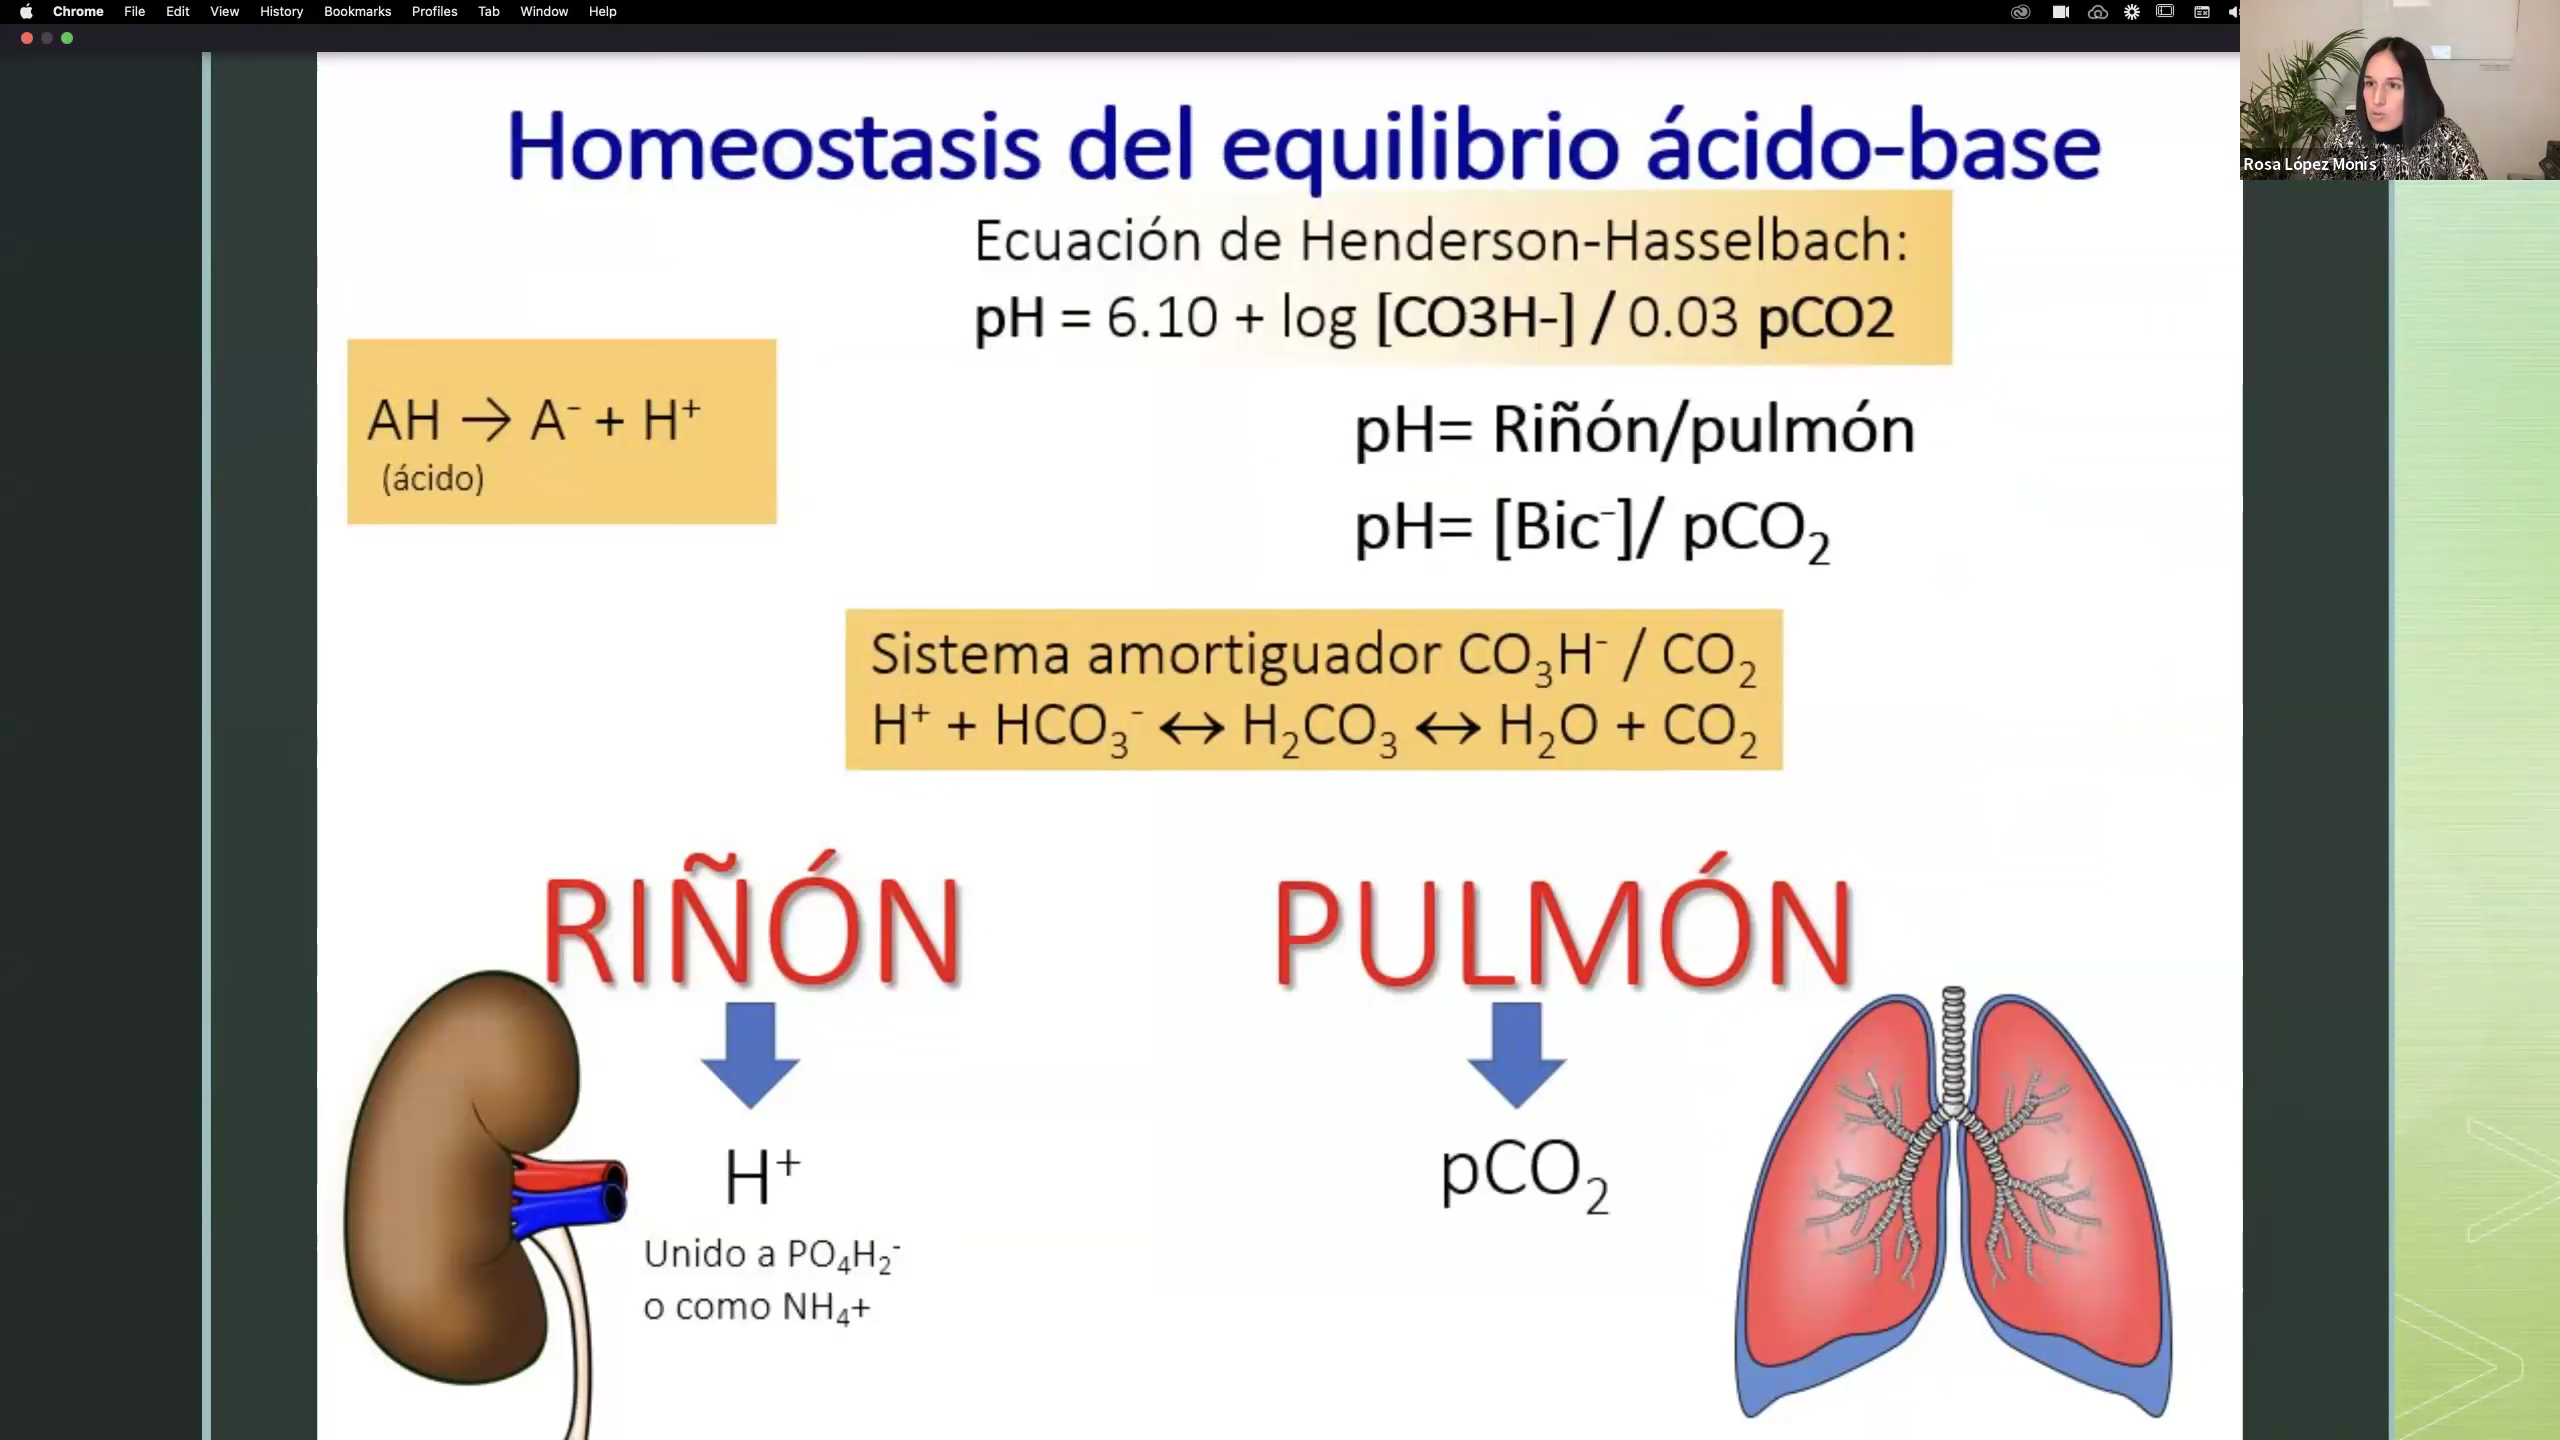 Chrome File Edit View History Bookmarks Profiles Tab Window Help
Rosa López Monís
Homeostasis del equilibrio ácido-base
Ecuación de Henderson-Hasselbach:
pH = 6.10 + log [CO3H-] / 0.03 pCO2
AH → A⁻ + H⁺
(ácido)
pH= Riñón/pulmón
pH= [Bic⁻]/ pCO₂
Sistema amortiguador CO₃H⁻ / CO₂
H⁺ + HCO₃⁻ ↔ H₂CO₃ ↔ H₂O + CO₂
RIÑÓN
PULMÓN
H⁺
pCO₂
Unido a PO₄H₂⁻
o como NH₄+